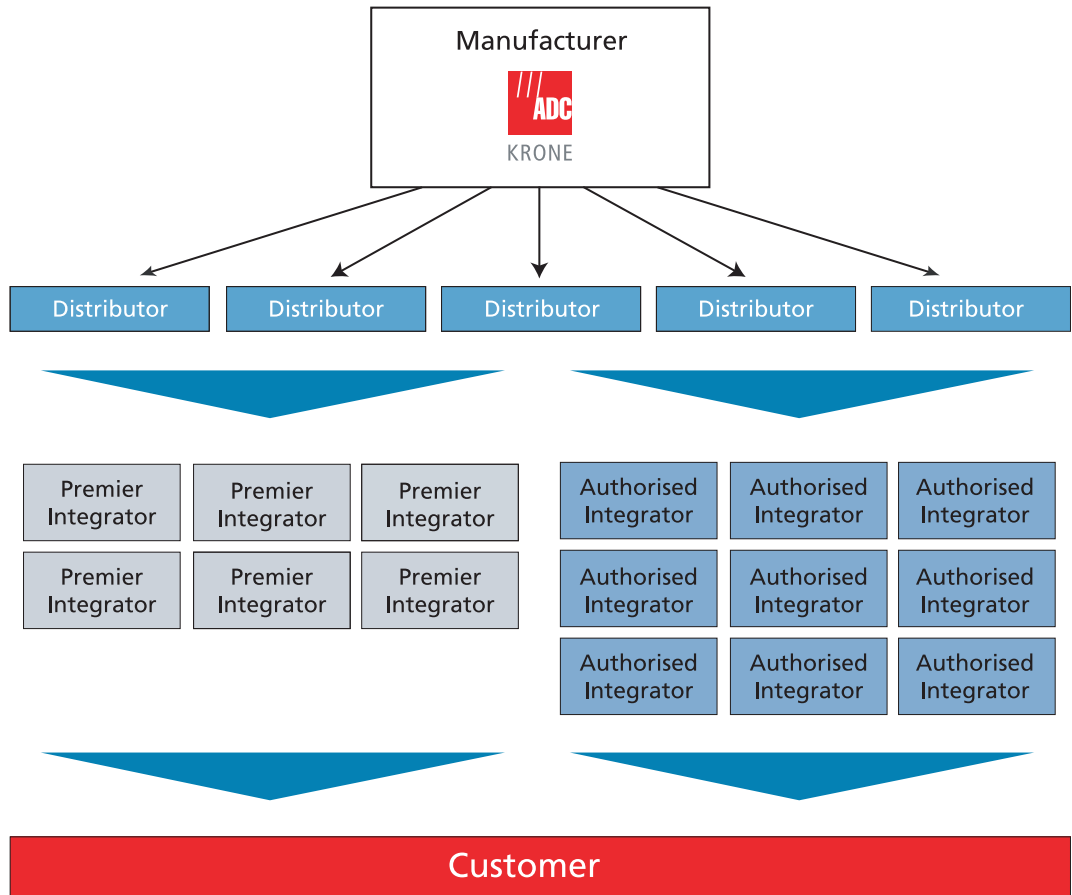 Manufacturer
ADC
KRONE
Distributor
Distributor
Distributor
Distributor
Distributor
Premier
Integrator
Premier
Integrator
Premier
Integrator
Authorised
Integrator
Authorised
Integrator
Authorised
Integrator
Premier
Integrator
Premier
Integrator
Premier
Integrator
Authorised
Integrator
Authorised
Integrator
Authorised
Integrator
Authorised
Integrator
Authorised
Integrator
Authorised
Integrator
Customer